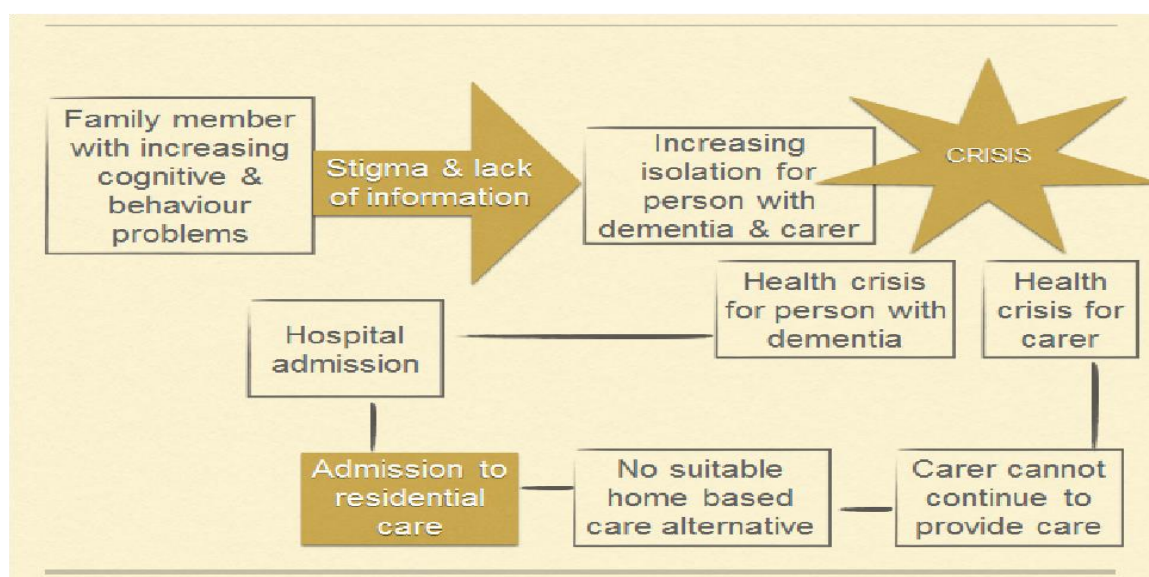 Family member
with increasing
cognitive &
behaviour
problems
Stigma & lack
of information
Increasing
isolation for
person with
dementia & carer
CRISIS
Health crisis
for person with
dementia
Health
crisis for
carer
Hospital
admission
Admission to
residential
care
No suitable
home based
care alternative
Carer cannot
continue to
provide care